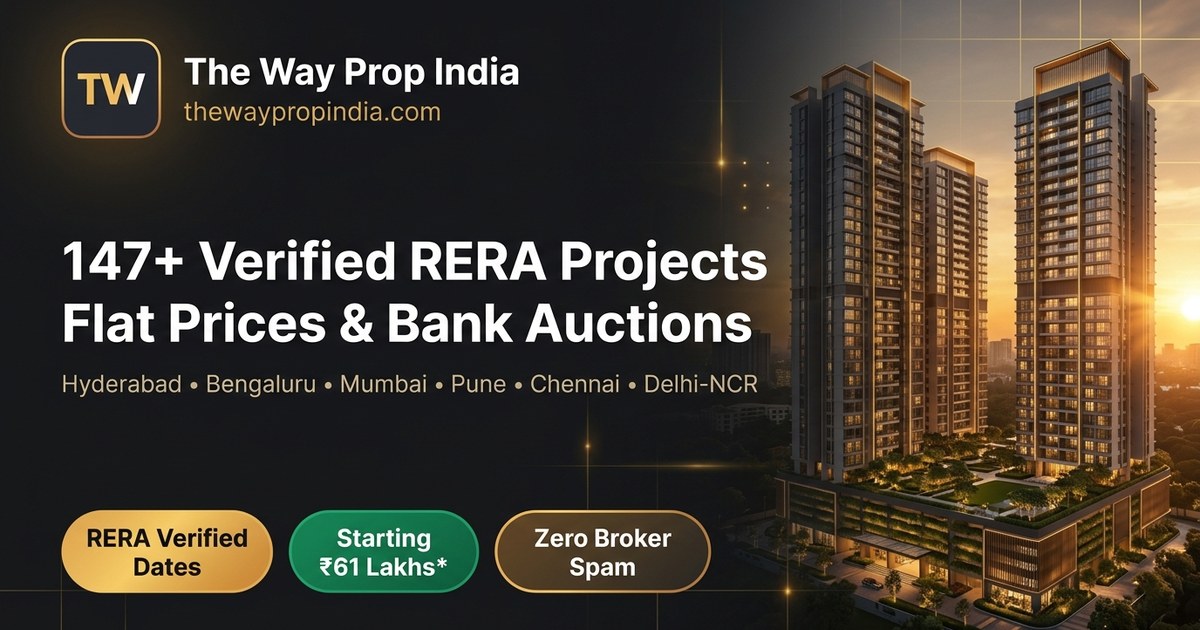 TW
The Way Prop India
thewaypropindia.com
147+ Verified RERA Projects
Flat Prices & Bank Auctions
Hyderabad • Bengaluru • Mumbai • Pune • Chennai • Delhi-NCR
RERA Verified
Dates
Starting
₹61 Lakhs*
Zero Broker
Spam